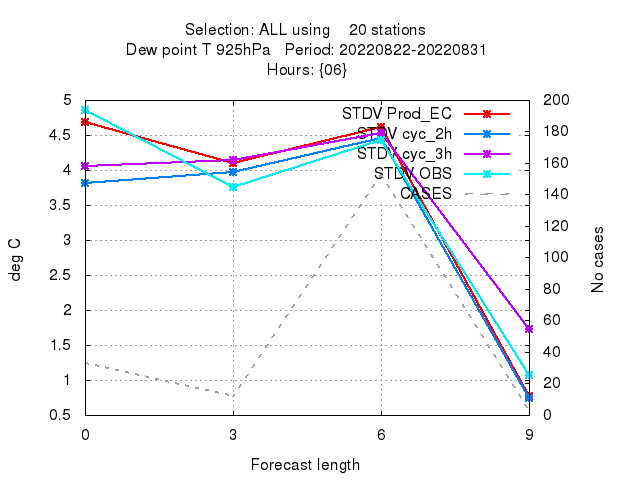 Selection: ALL using 20 stations
Dew point T 925hPa Period: 20220822-20220831
Hours: {06}
STDV Prod_EC
STDV cyc_2h
STDV cyc_3h
STDV OBS
CASES
5
4.5
4
3.5
3
2.5
2
1.5
1
0.5
deg C
200
180
160
140
120
100
80
60
40
20
0
No cases
0 3 6 9
Forecast length